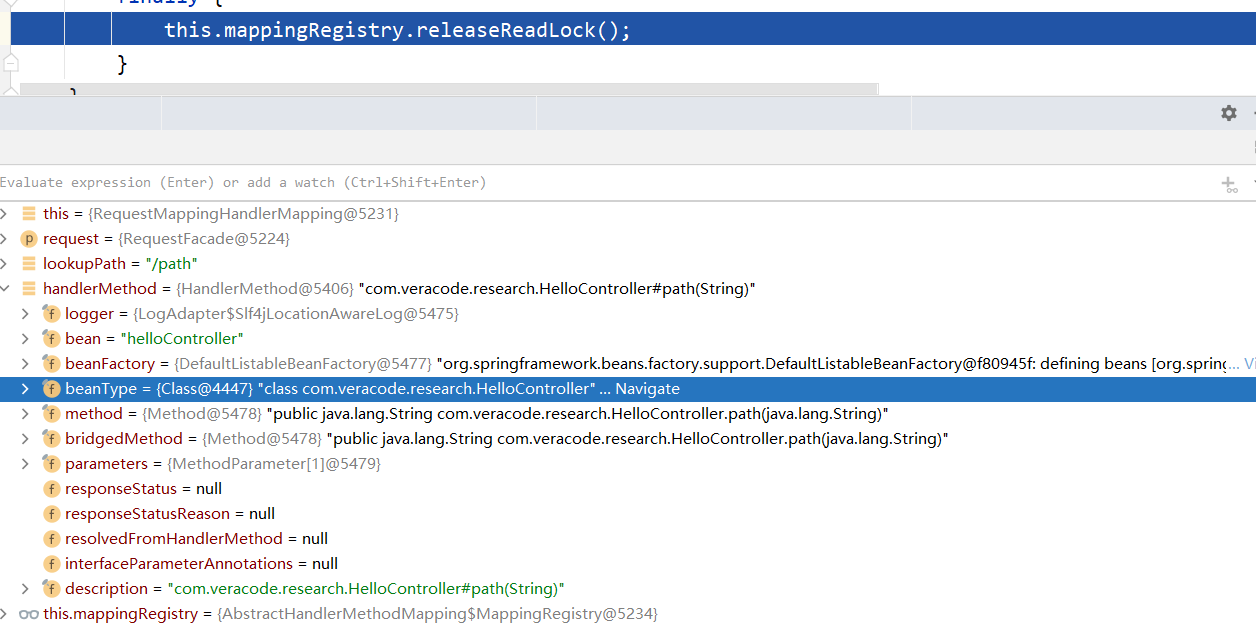 finally {
this.mappingRegistry.releaseReadLock();
}
}
Evaluate expression (Enter) or add a watch (Ctrl+Shift+Enter)
this = {RequestMappingHandlerMapping@5231}
p request = {RequestFacade@5224}
lookupPath = "/path"
handlerMethod = {HandlerMethod@5406} "com.veracode.research.HelloController#path(String)"
f logger = {LogAdapter$Slf4jLocationAwareLog@5475}
f bean = "helloController"
f beanFactory = {DefaultListableBeanFactory@5477} "org.springframework.beans.factory.support.DefaultListableBeanFactory@f80945f: defining beans [org.spring... Vi
f beanType = {Class@4447} "class com.veracode.research.HelloController" ... Navigate
f method = {Method@5478} "public java.lang.String com.veracode.research.HelloController.path(java.lang.String)"
f bridgedMethod = {Method@5478} "public java.lang.String com.veracode.research.HelloController.path(java.lang.String)"
f parameters = {MethodParameter[1]@5479}
f responseStatus = null
f responseStatusReason = null
f resolvedFromHandlerMethod = null
f interfaceParameterAnnotations = null
f description = "com.veracode.research.HelloController#path(String)"
this.mappingRegistry = {AbstractHandlerMethodMapping$MappingRegistry@5234}